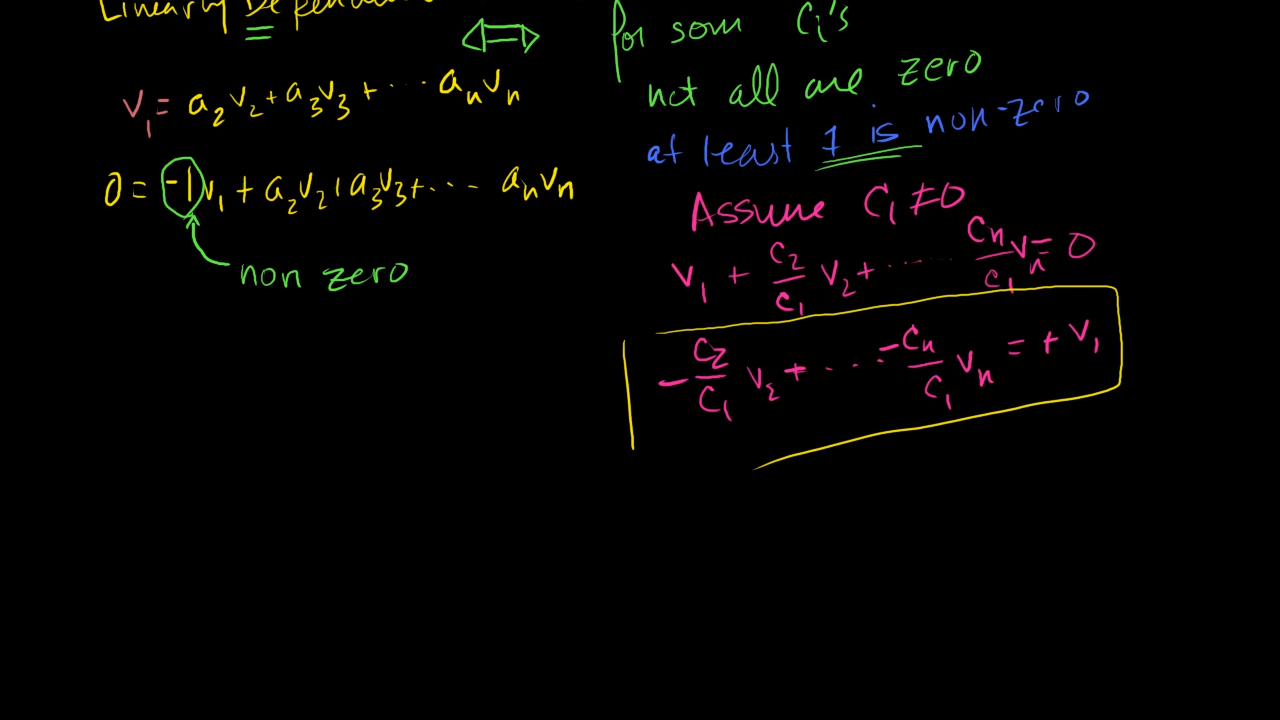 Linearly Dependent
v₁ = a₂v₂ + a₃v₃ + ··· aₙvₙ
0 = -1v₁ + a₂v₂ + a₃v₃ + ··· aₙvₙ
non zero
⟺
for som Cᵢ's
not all are zero
at least 1 is non-zero
Assume C₁ ≠ 0
v₁ + C₂/C₁ v₂ + ······ Cₙ/C₁ vₙ = 0
-C₂/C₁ v₂ + ···· -Cₙ/C₁ vₙ = + v₁